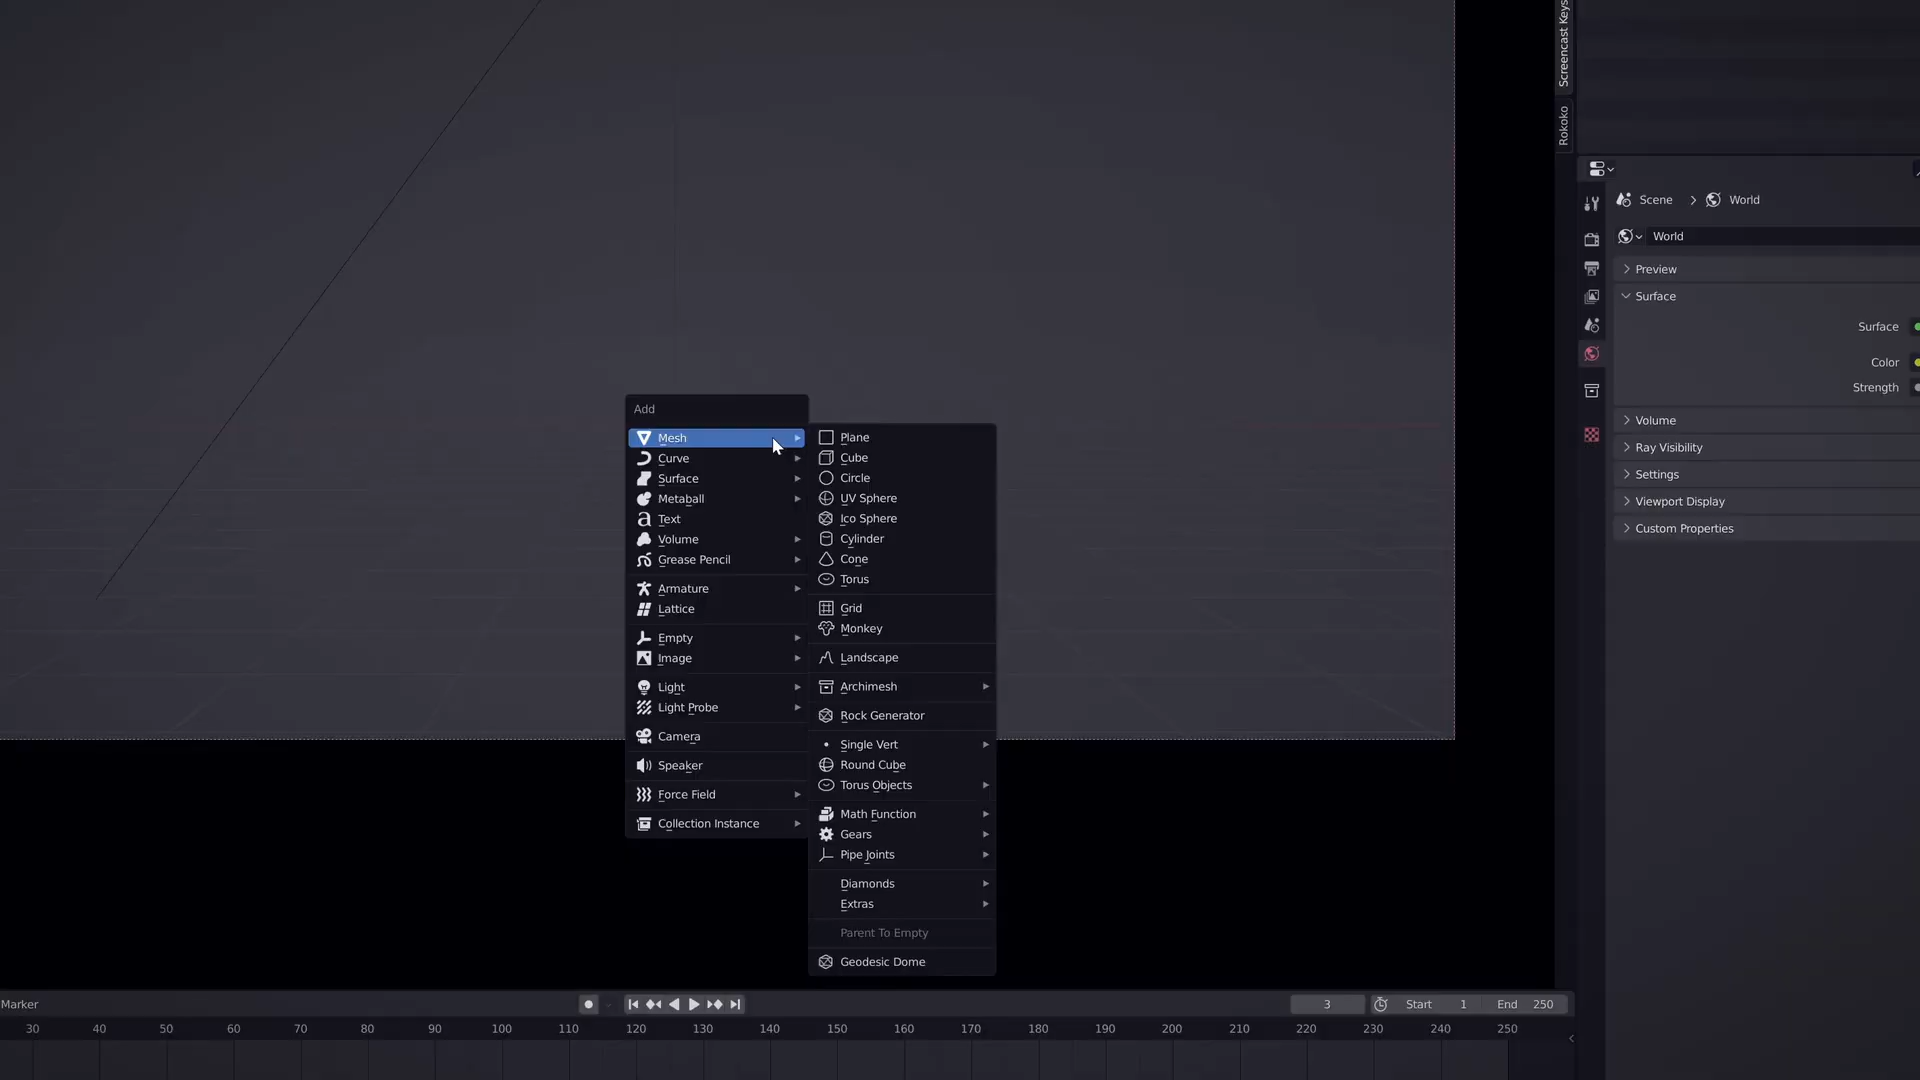 Screencast Keys
Rokoko
Scene
World
World
Preview
Surface
Surface
Color
Strength
Volume
Ray Visibility
Settings
Viewport Display
Custom Properties
Add
Mesh
Curve
Surface
Metaball
Text
Volume
Grease Pencil
Armature
Lattice
Empty
Image
Light
Light Probe
Camera
Speaker
Force Field
Collection Instance
Plane
Cube
Circle
UV Sphere
Ico Sphere
Cylinder
Cone
Torus
Grid
Monkey
Landscape
Archimesh
Rock Generator
Single Vert
Round Cube
Torus Objects
Math Function
Gears
Pipe Joints
Diamonds
Extras
Parent To Empty
Geodesic Dome
Marker
3
Start 1
End 250
30 40 50 60 70 80 90 100 110 120 130 140 150 160 170 180 190 200 210 220 230 240 250